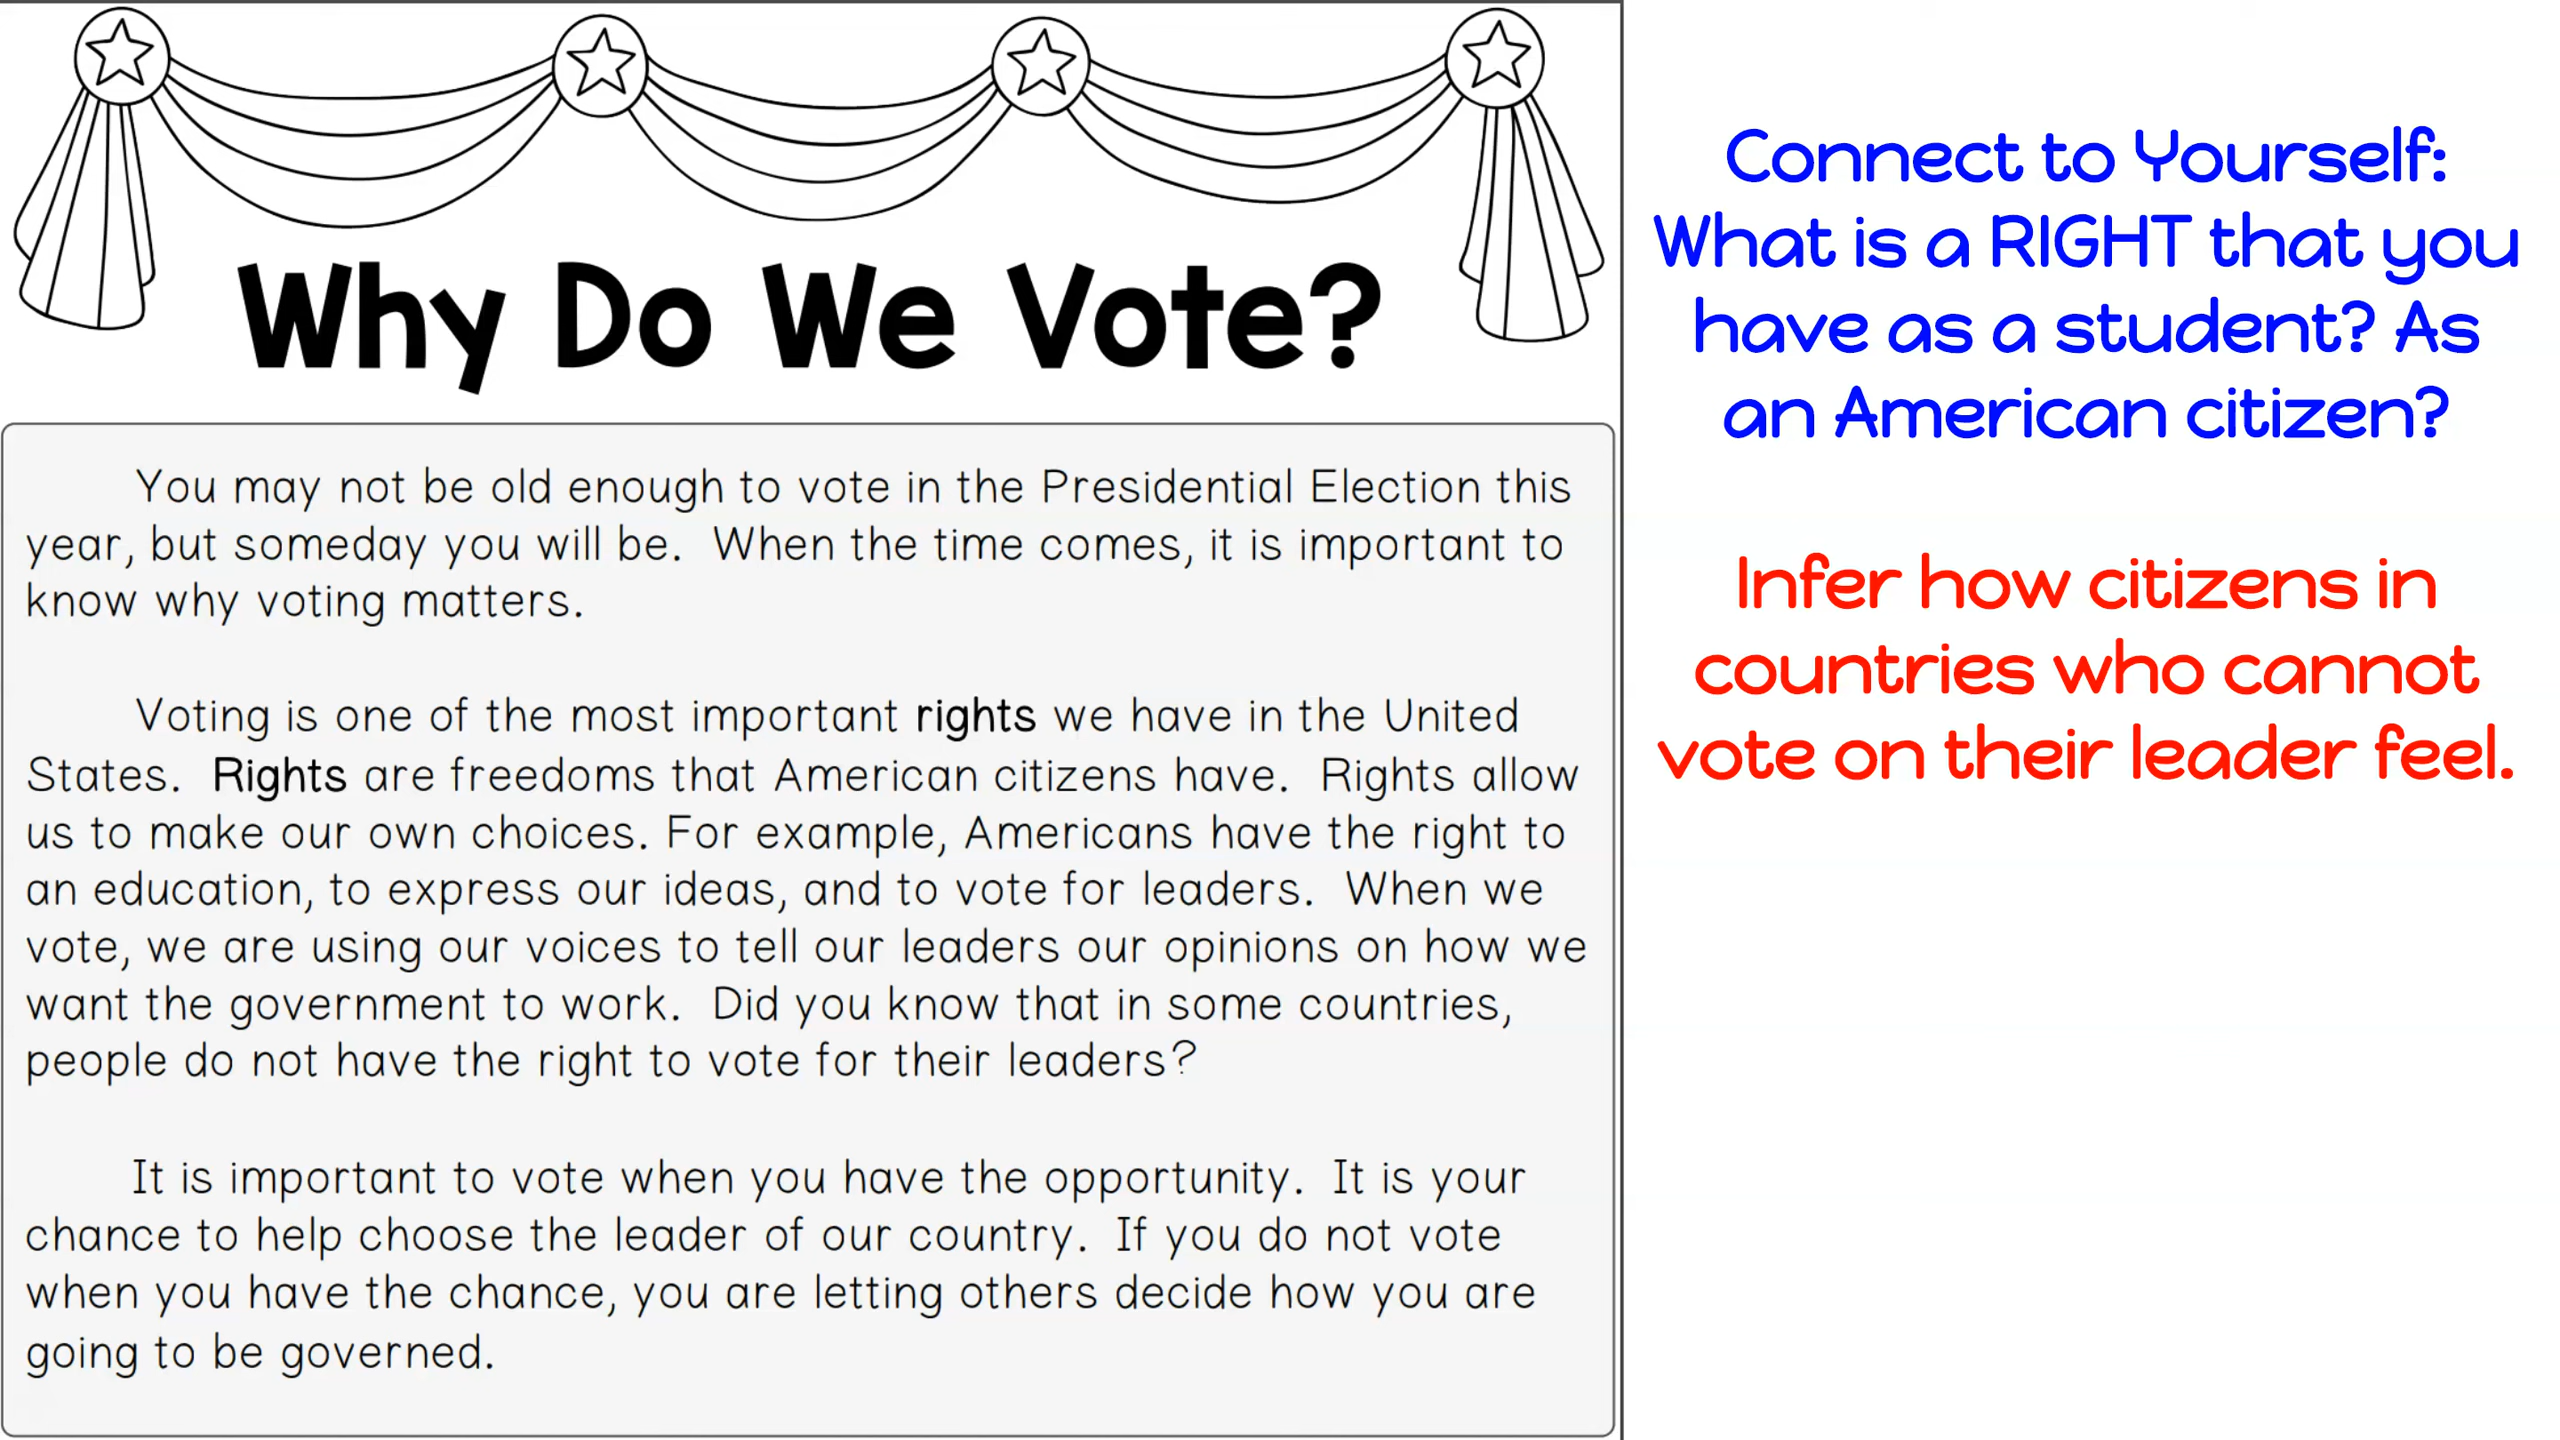 Why Do We Vote?
You may not be old enough to vote in the Presidential Election this
year, but someday you will be.  When the time comes, it is important to
know why voting matters.
Voting is one of the most important rights we have in the United
States.  Rights are freedoms that American citizens have.  Rights allow
us to make our own choices. For example, Americans have the right to
an education, to express our ideas, and to vote for leaders.  When we
vote, we are using our voices to tell our leaders our opinions on how we
want the government to work.  Did you know that in some countries,
people do not have the right to vote for their leaders?
It is important to vote when you have the opportunity.  It is your
chance to help choose the leader of our country.  If you do not vote
when you have the chance, you are letting others decide how you are
going to be governed.
Connect to Yourself:
What is a RIGHT that you
have as a student? As
an American citizen?
Infer how citizens in
countries who cannot
vote on their leader feel.